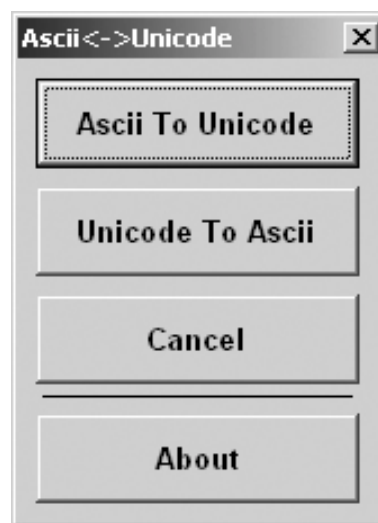 Ascii<->Unicode
Ascii To Unicode
Unicode To Ascii
Cancel
About